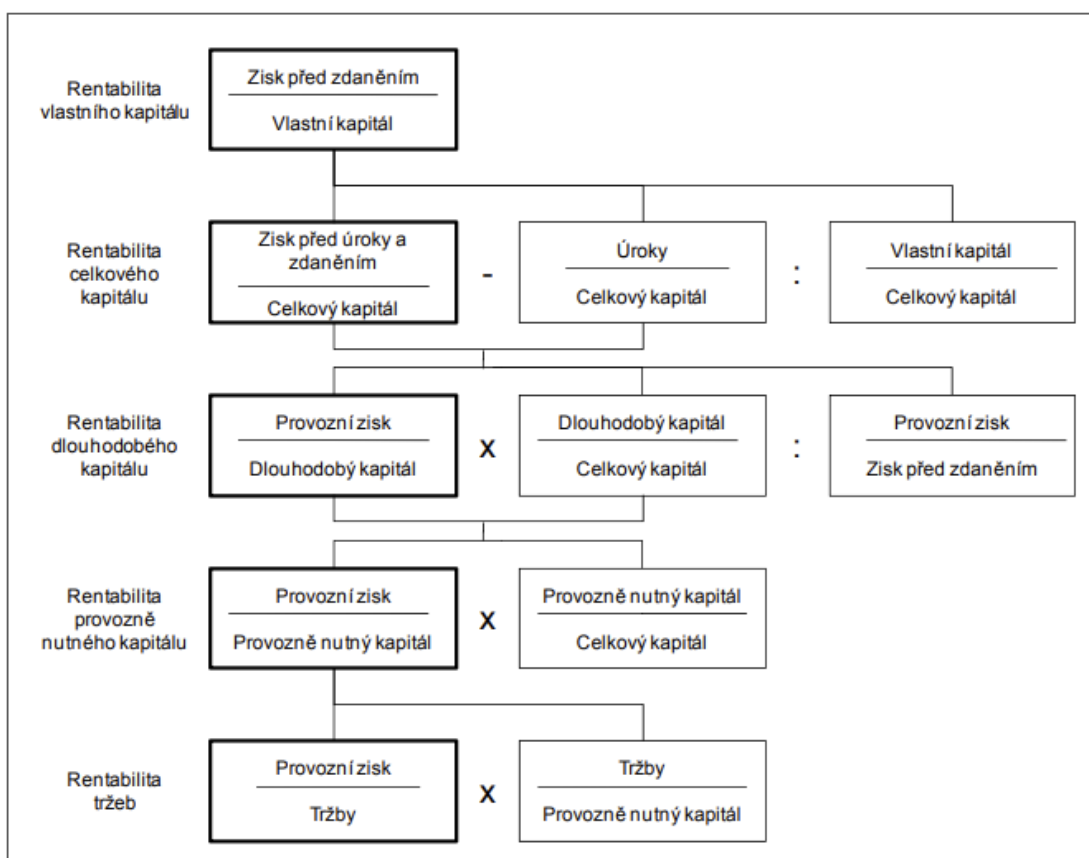 Rentabilita
vlastního kapitálu
Zisk před zdaněním
Vlastní kapitál
Rentabilita
celkového
kapitálu
Zisk před úroky a
zdaněním
Celkový kapitál
-
Úroky
Celkový kapitál
:
Vlastní kapitál
Celkový kapitál
Rentabilita
dlouhodobého
kapitálu
Provozní zisk
Dlouhodobý kapitál
x
Dlouhodobý kapitál
Celkový kapitál
:
Provozní zisk
Zisk před zdaněním
Rentabilita
provozně
nutného kapitálu
Provozní zisk
Provozně nutný kapitál
x
Provozně nutný kapitál
Celkový kapitál
Rentabilita
tržeb
Provozní zisk
Tržby
x
Tržby
Provozně nutný kapitál